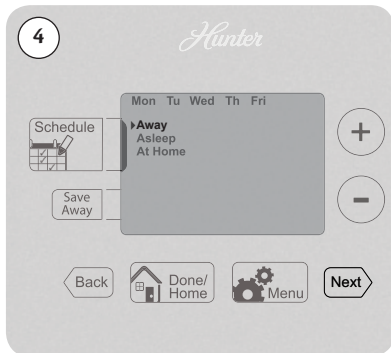 4
Hunter
Mon Tu Wed Th Fri
Schedule
Away
Asleep
At Home
+
Save
Away
-
Back
Done/
Home
Menu
Next